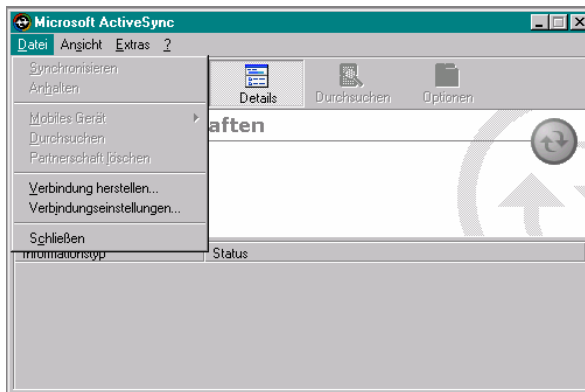 Microsoft ActiveSync
Datei Ansicht Extras ?
Synchronisieren
Anhalten
Mobiles Gerät
Durchsuchen
Partnerschaft löschen
Verbindung herstellen...
Verbindungseinstellungen...
Schließen
Details Durchsuchen Optionen
aften
Informationstyp Status